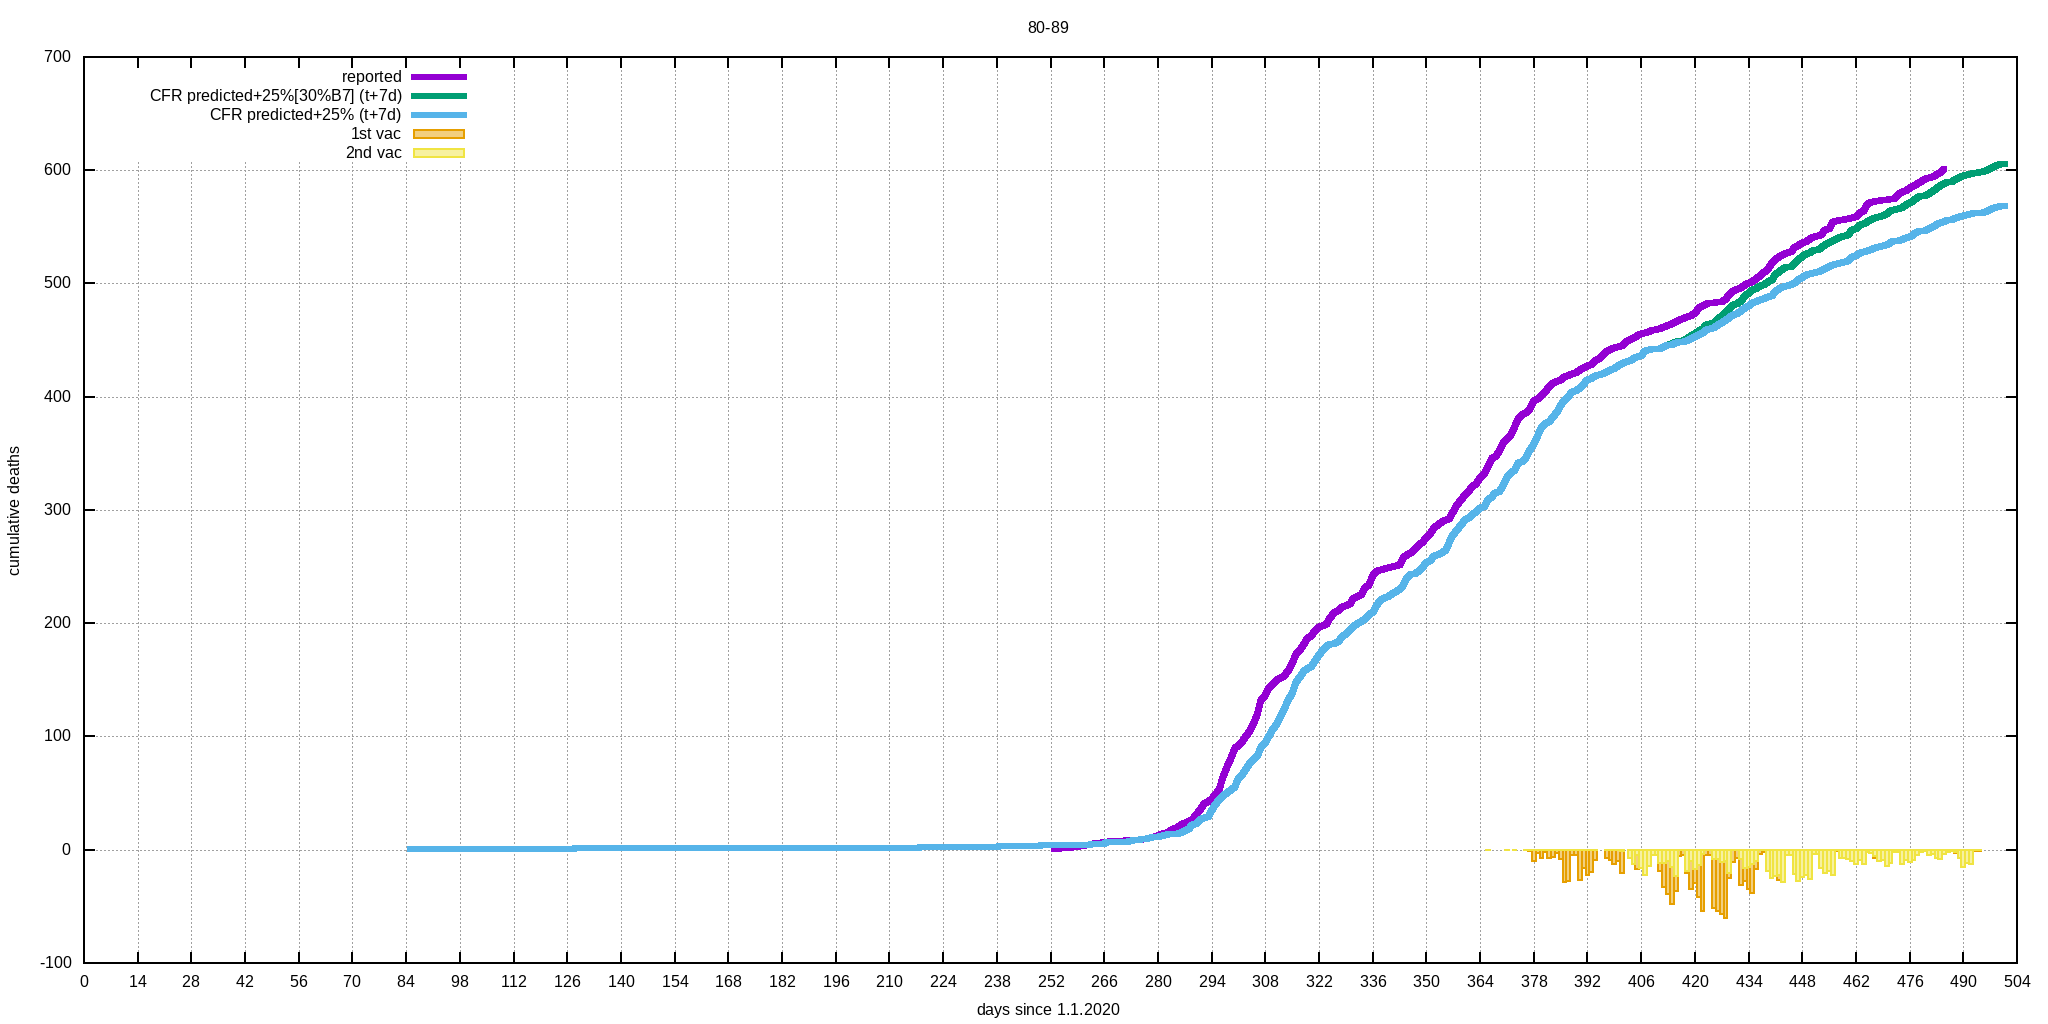 80-89
700
reported
CFR predicted+25%[30%B7] (t+7d)
CFR predicted+25% (t+7d)
1st vac
2nd vac
600
500
400
cumulative deaths
300
200
100
0
-100
0 14 28 42 56 70 84 98 112 126 140 154 168 182 196 210 224 238 252 266 280 294 308 322 336 350 364 378 392 406 420 434 448 462 476 490 504
days since 1.1.2020